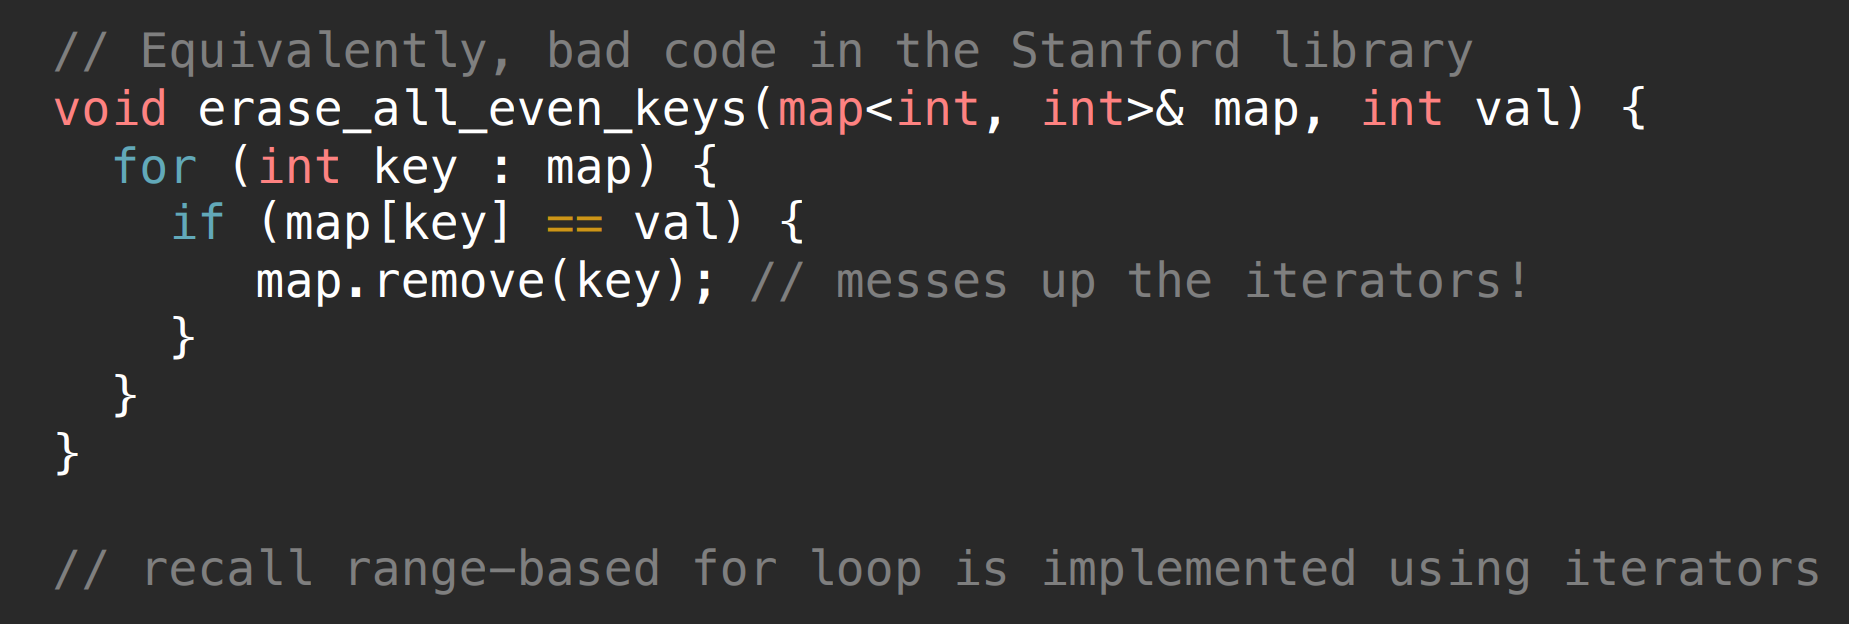 // Equivalently, bad code in the Stanford library
void erase_all_even_keys(map<int, int>& map, int val) {
  for (int key : map) {
    if (map[key] == val) {
       map.remove(key); // messes up the iterators!
    }
  }
}
// recall range-based for loop is implemented using iterators